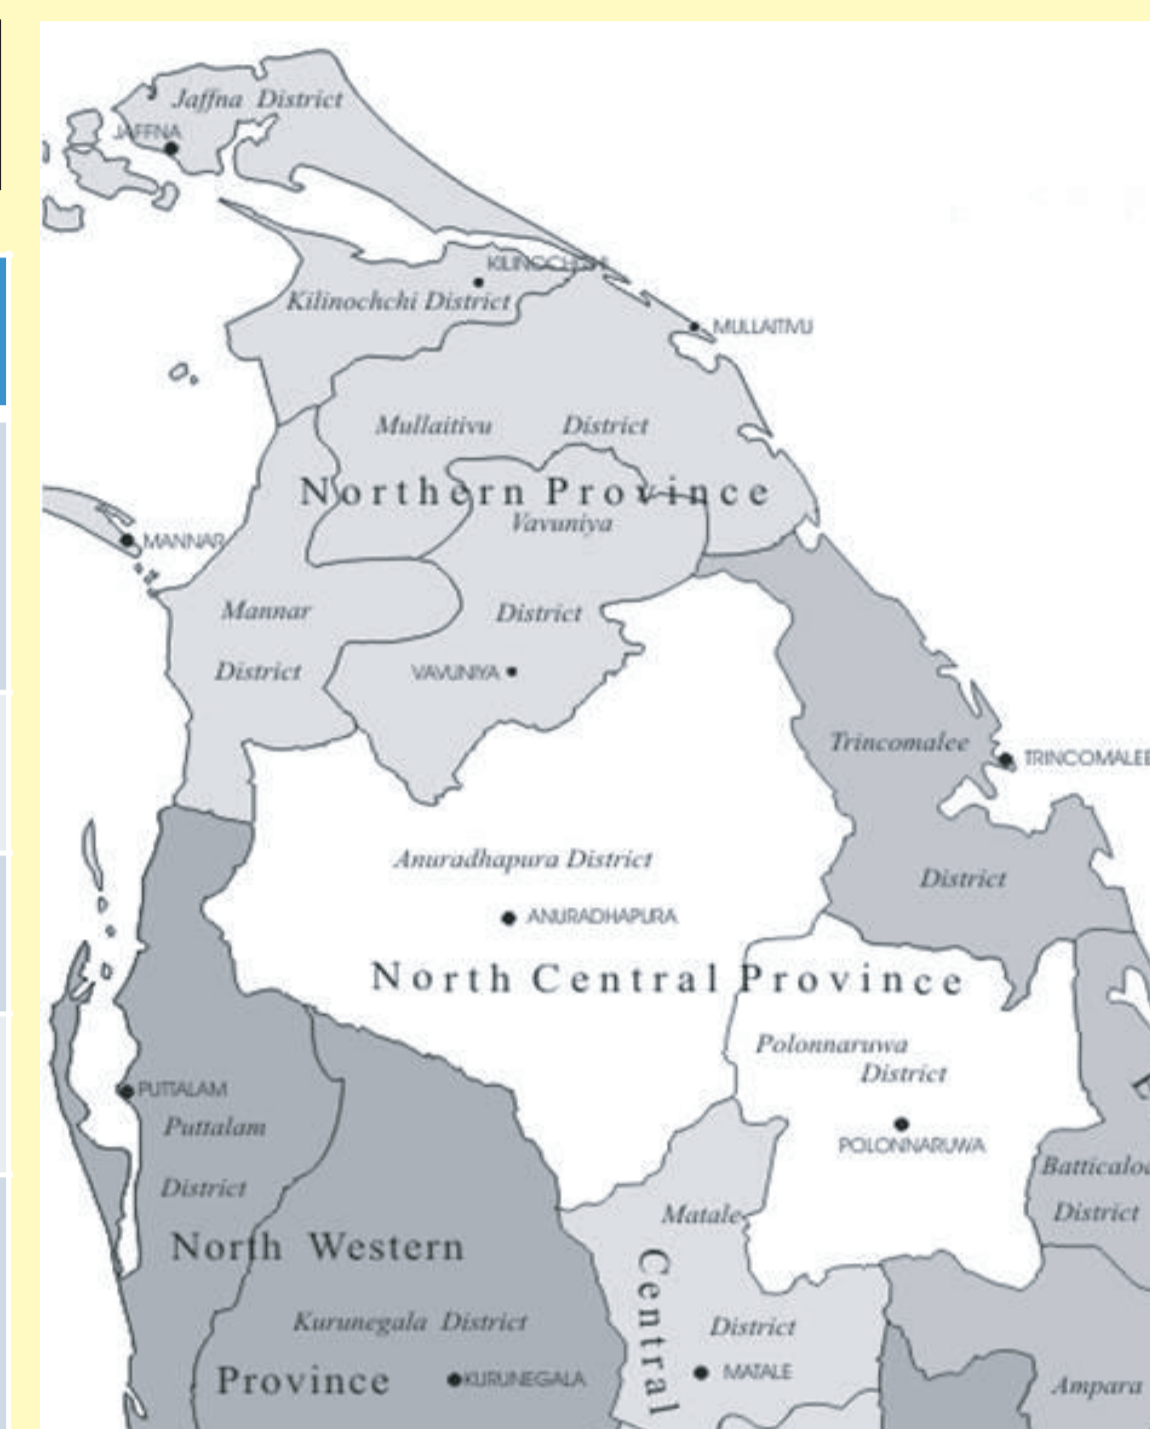 Jaffna District
JAFFNA
KILINOCHCHI
Kilinochchi District
MULLAITIVU
Mullaitivu District
Northern Province
Vavuniya
MANNAR
Mannar
District
District
VAVUNIYA
Trincomalee
TRINCOMALEE
Anuradhapura District
District
ANURADHAPURA
North Central Province
Polonnaruwa
District
PUTTALAM
Puttalam
POLONNARUWA
Batticaloa
District
Matale
District
North Western
Central
Kurunegala District
District
Province
KURUNEGALA
MATALE
Ampara